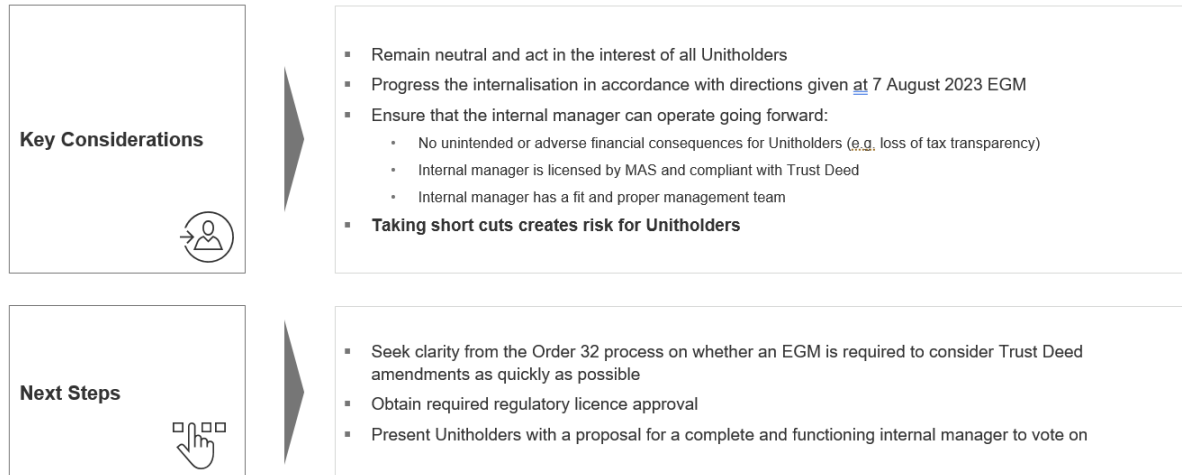 Key Considerations
▪ Remain neutral and act in the interest of all Unitholders
▪ Progress the internalisation in accordance with directions given at 7 August 2023 EGM
▪ Ensure that the internal manager can operate going forward:
• No unintended or adverse financial consequences for Unitholders (e.g. loss of tax transparency)
• Internal manager is licensed by MAS and compliant with Trust Deed
• Internal manager has a fit and proper management team
▪ Taking short cuts creates risk for Unitholders
Next Steps
▪ Seek clarity from the Order 32 process on whether an EGM is required to consider Trust Deed
amendments as quickly as possible
▪ Obtain required regulatory licence approval
▪ Present Unitholders with a proposal for a complete and functioning internal manager to vote on